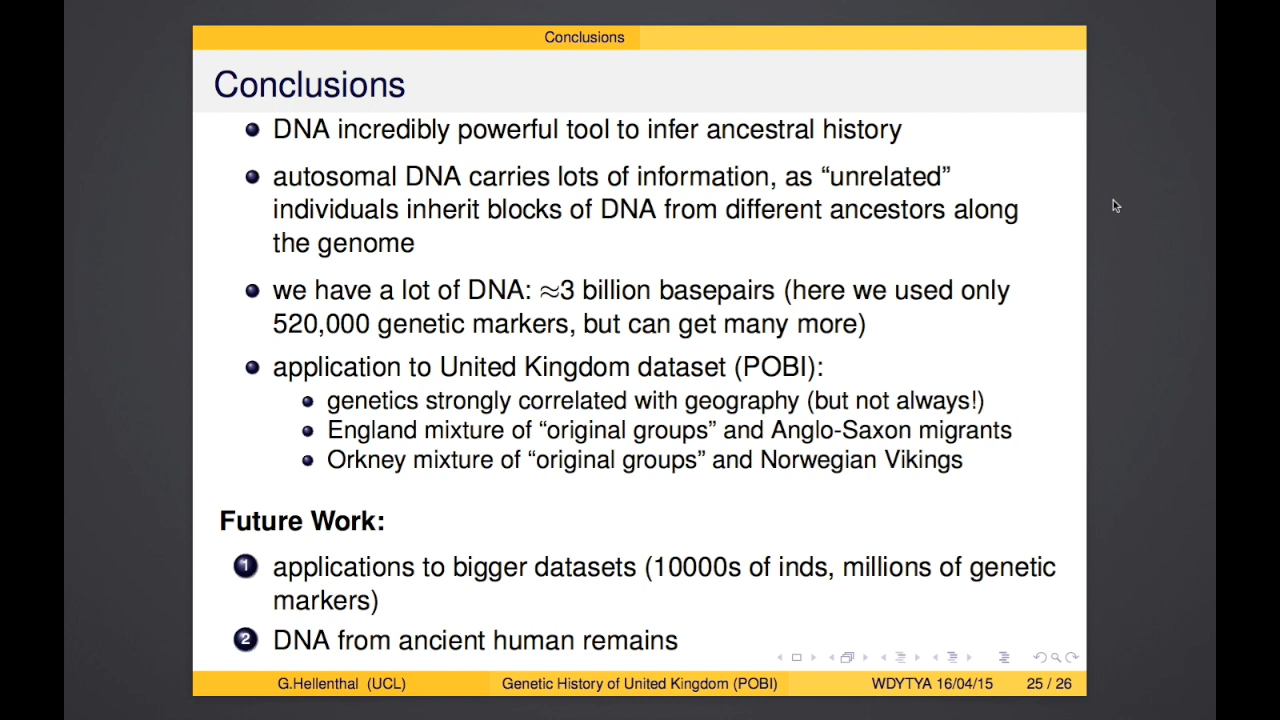 Conclusions
Conclusions
DNA incredibly powerful tool to infer ancestral history
autosomal DNA carries lots of information, as “unrelated”
individuals inherit blocks of DNA from different ancestors along
the genome
we have a lot of DNA: ≈3 billion basepairs (here we used only
520,000 genetic markers, but can get many more)
application to United Kingdom dataset (POBI):
genetics strongly correlated with geography (but not always!)
England mixture of “original groups” and Anglo-Saxon migrants
Orkney mixture of “original groups” and Norwegian Vikings
Future Work:
1 applications to bigger datasets (10000s of inds, millions of genetic
markers)
2 DNA from ancient human remains
G.Hellenthal (UCL) Genetic History of United Kingdom (POBI) WDYTYA 16/04/15 25 / 26